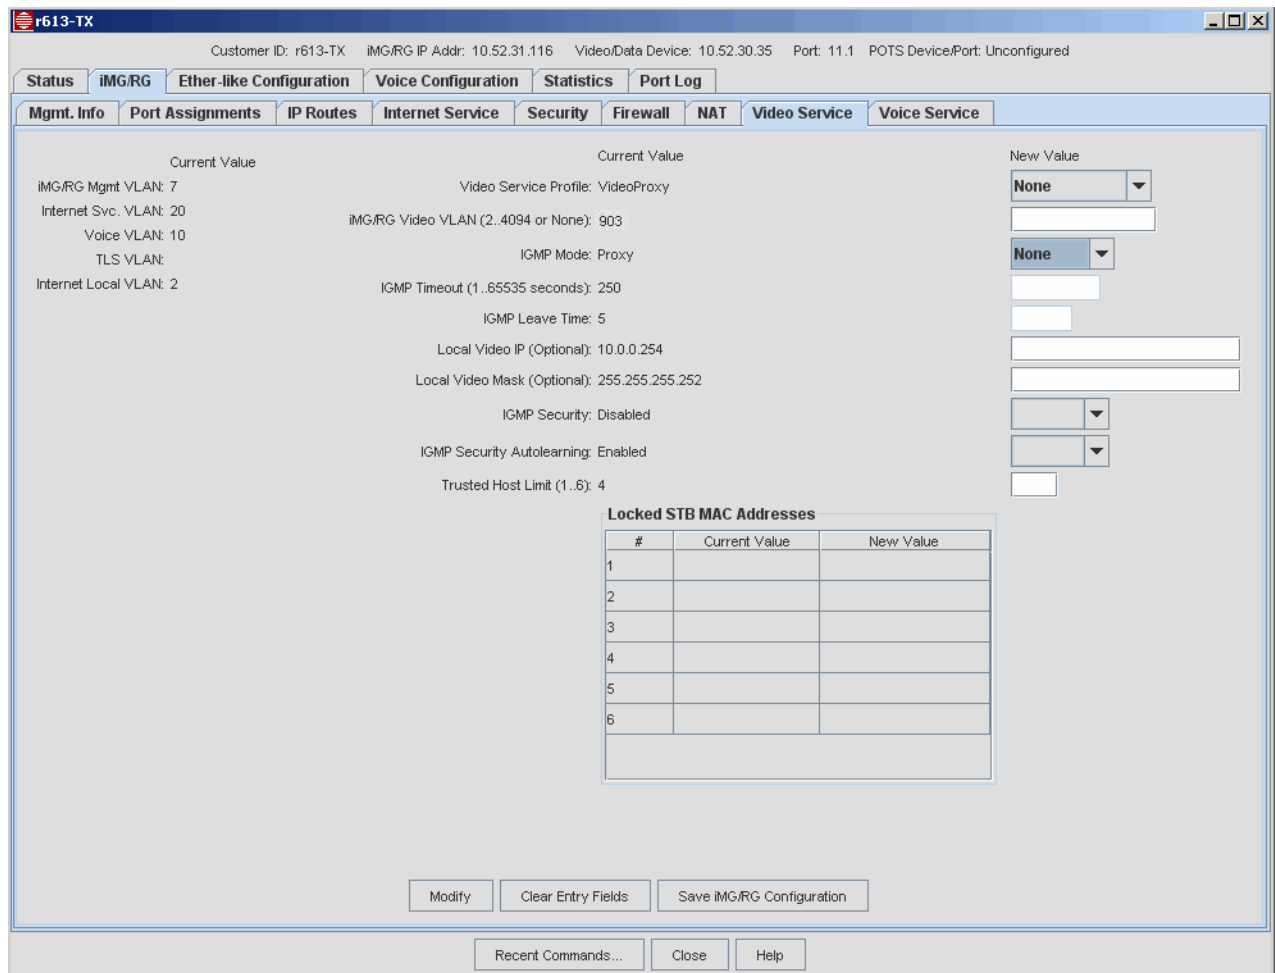 r613-TX
Customer ID: r613-TX iMG/RG IP Addr: 10.52.31.116 Video/Data Device: 10.52.30.35 Port: 11.1 POTS Device/Port: Unconfigured
Status iMG/RG Ether-like Configuration Voice Configuration Statistics Port Log
Mgmt. Info Port Assignments IP Routes Internet Service Security Firewall NAT Video Service Voice Service
Current Value
iMG/RG Mgmt VLAN: 7
Internet Svc. VLAN: 20
Voice VLAN: 10
TLS VLAN:
Internet Local VLAN: 2
Current Value New Value
Video Service Profile: VideoProxy None
iMG/RG Video VLAN (2..4094 or None): 903
IGMP Mode: Proxy None
IGMP Timeout (1..65535 seconds): 250
IGMP Leave Time: 5
Local Video IP (Optional): 10.0.0.254
Local Video Mask (Optional): 255.255.255.252
IGMP Security: Disabled
IGMP Security Autolearning: Enabled
Trusted Host Limit (1..6): 4
Locked STB MAC Addresses
# Current Value New Value
1
2
3
4
5
6
Modify Clear Entry Fields Save iMG/RG Configuration
Recent Commands... Close Help